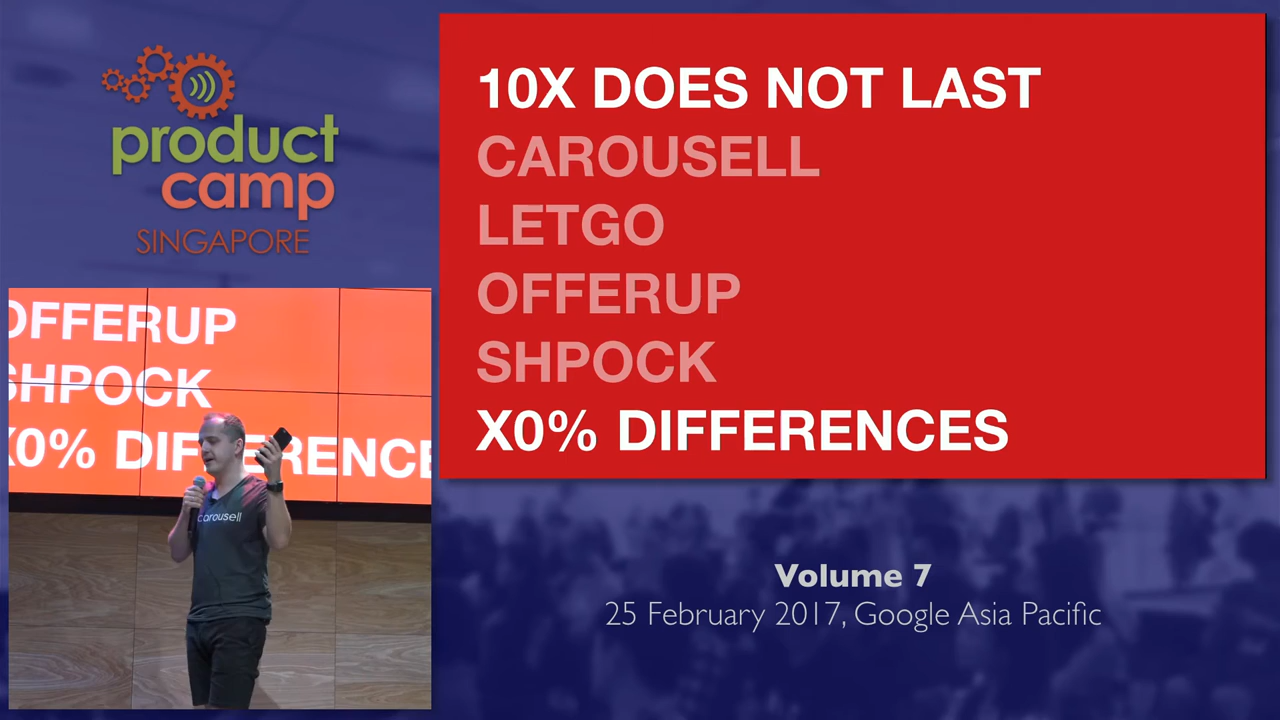 product
camp
SINGAPORE
10X DOES NOT LAST
CAROUSELL
LETGO
OFFERUP
SHPOCK
X0% DIFFERENCES
OFFERUP
SHPOCK
X0% DIFFERENCE
carousell
Volume 7
25 February 2017, Google Asia Pacific